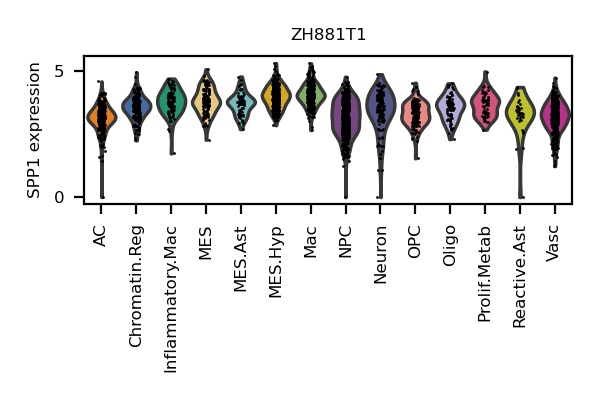 ZH881T1
SPP1 expression
5
0
AC
Chromatin.Reg
Inflammatory.Mac
MES
MES.Ast
MES.Hyp
Mac
NPC
Neuron
OPC
Oligo
Prolif.Metab
Reactive.Ast
Vasc